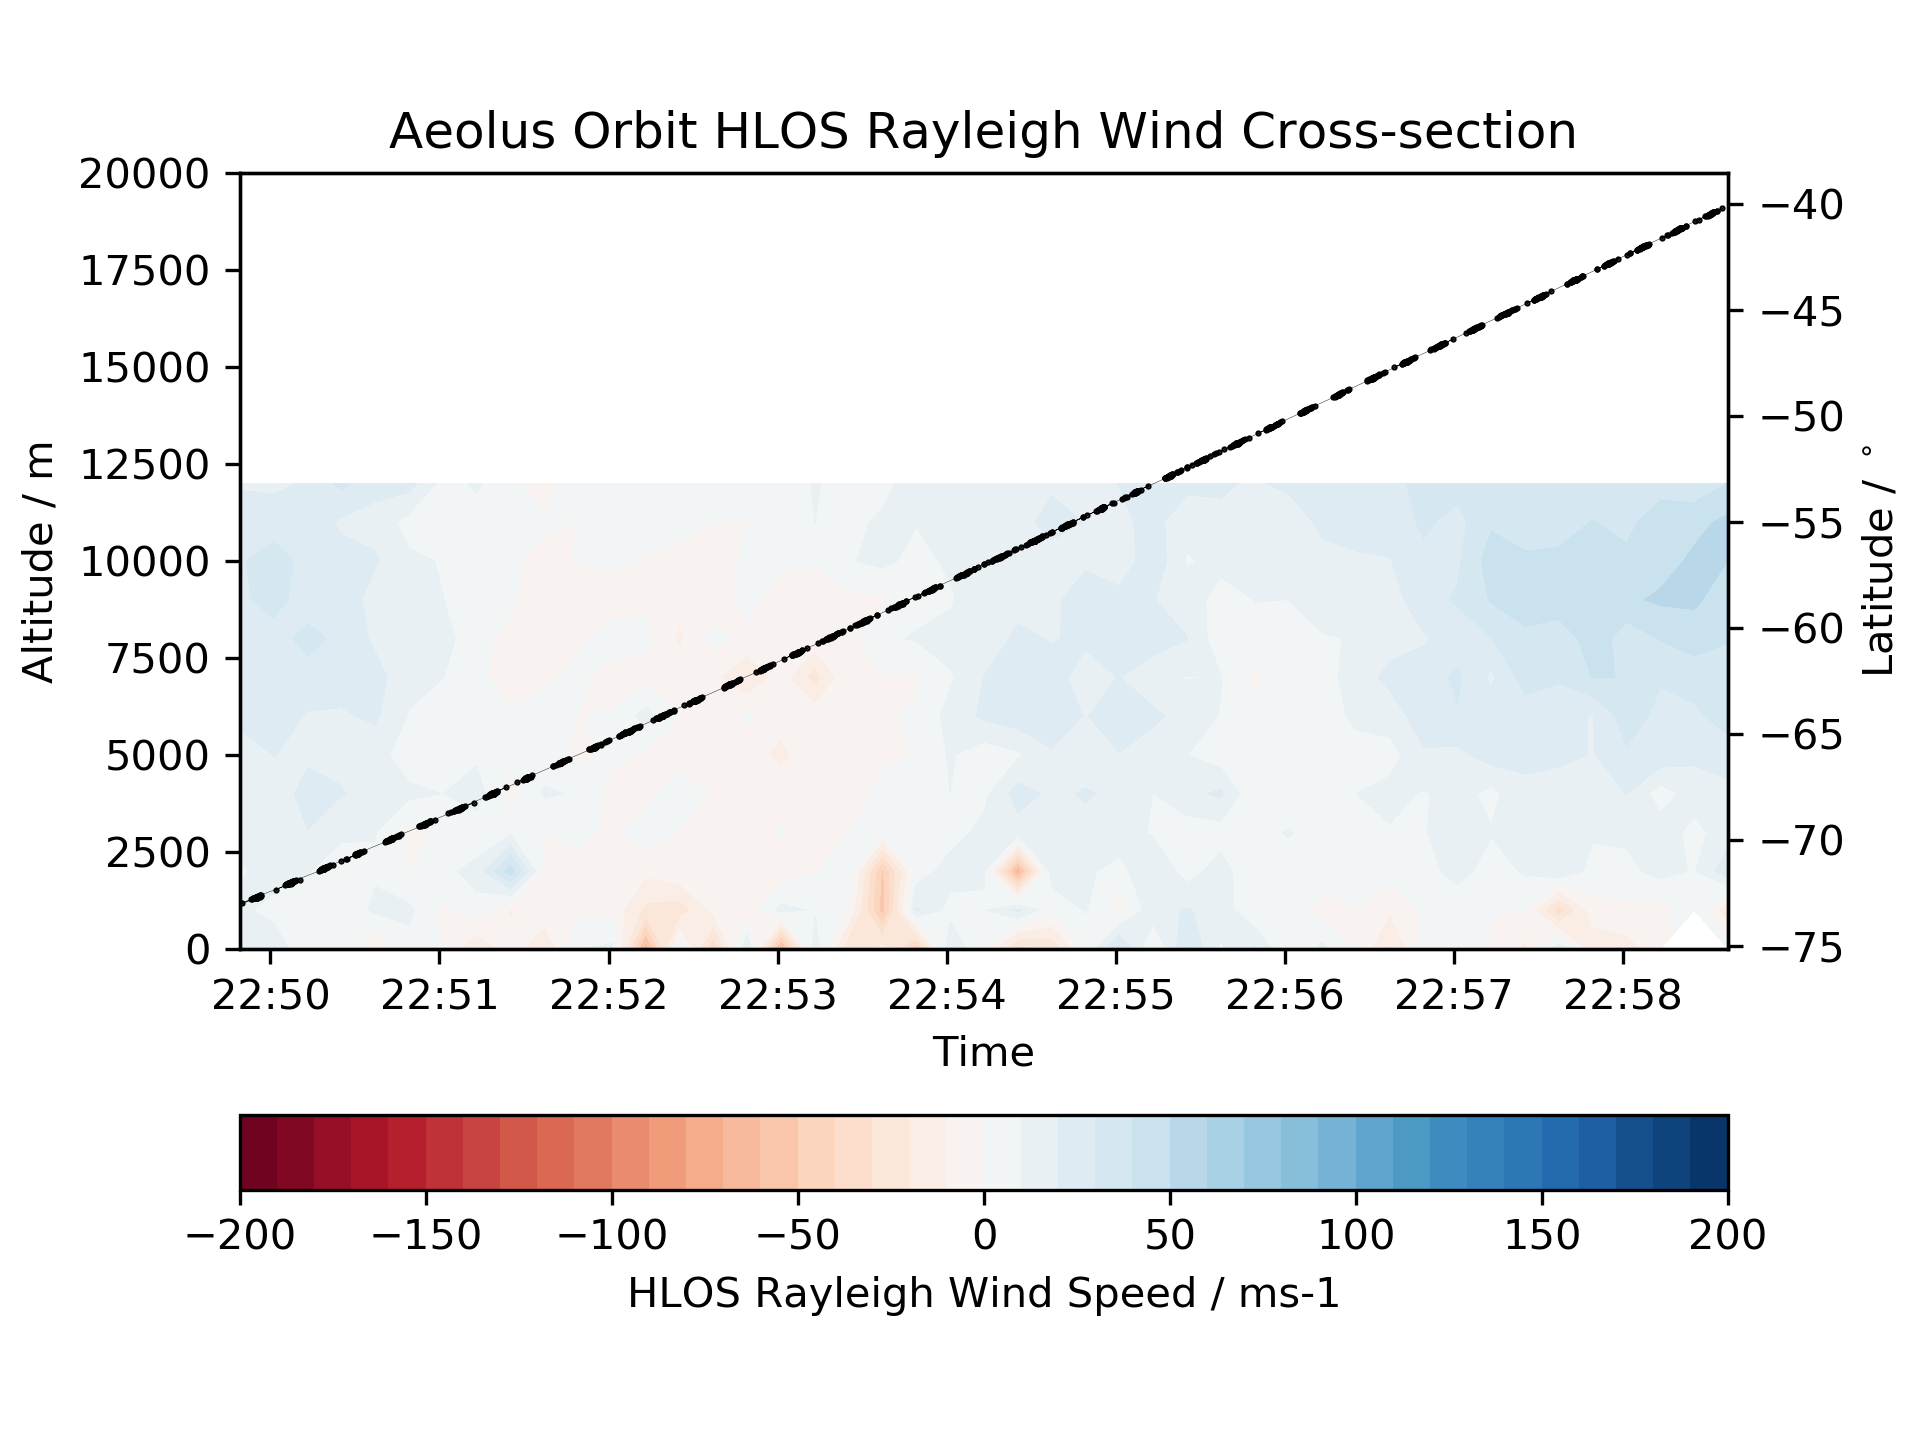 Aeolus Orbit HLOS Rayleigh Wind Cross-section
20000
17500
15000
12500
10000
7500
5000
2500
0
Altitude / m
−40
−45
−50
−55
−60
−65
−70
−75
Latitude / °
22:50 22:51 22:52 22:53 22:54 22:55 22:56 22:57 22:58
Time
−200 −150 −100 −50 0 50 100 150 200
HLOS Rayleigh Wind Speed / ms-1